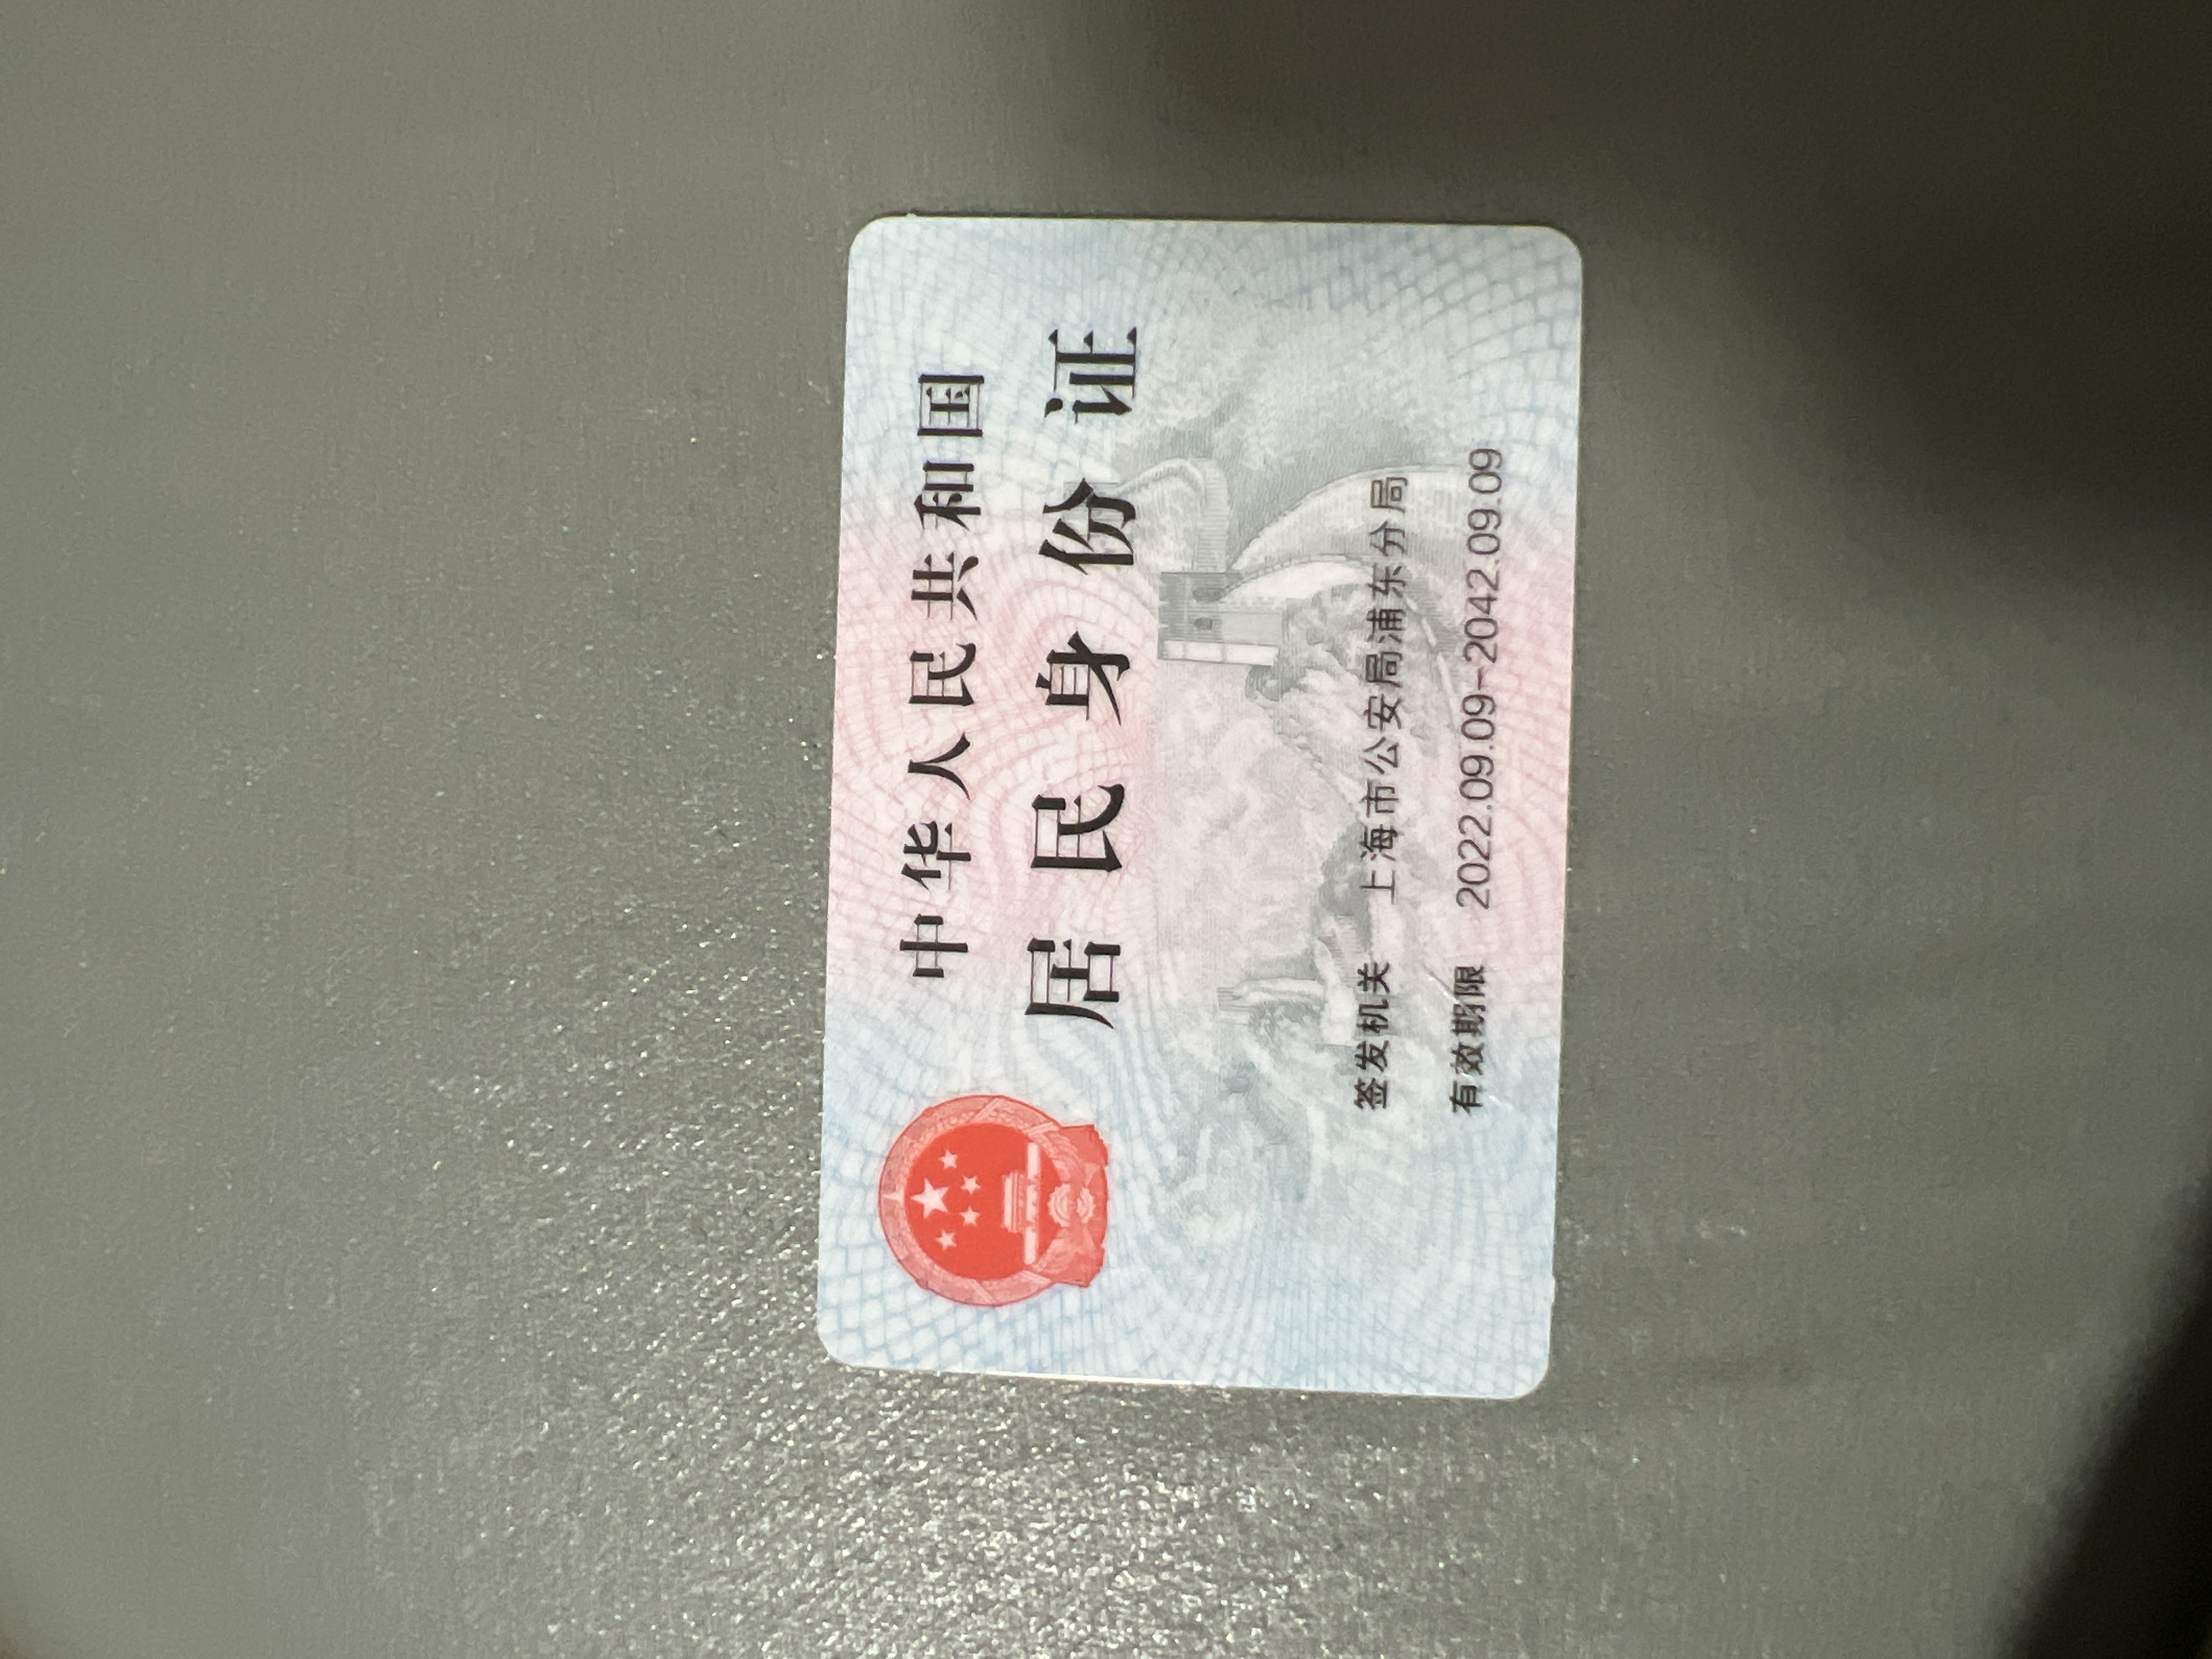 中华人民共和国
居民身份证
签发机关 上海市公安局浦东分局
有效期限 2022.09.09-2042.09.09